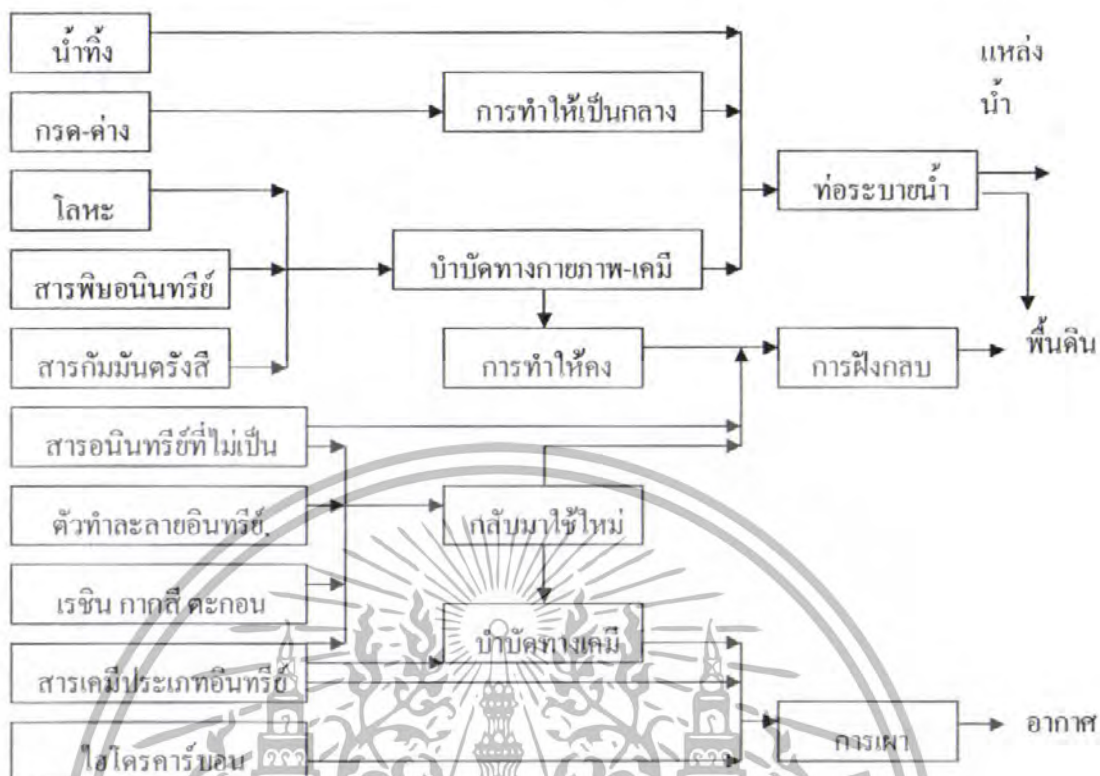 น้ำทิ้ง
แหล่ง
น้ำ
การทำให้เป็นกลาง
กรด-ด่าง
ท่อระบายน้ำ
โลหะ
บำบัดทางกายภาพ-เคมี
สารพิษอนินทรีย์
พื้นดิน
สารกัมมันตรังสี
การทำให้คง
การฝังกลบ
สารอนินทรีย์ที่ไม่เป็น
ตัวทำละลายอินทรีย์.
กลับมาใช้ใหม่
เรซิน กากสี ตะกอน
บำบัดทางเคมี
สารเคมีประเภทอินทรีย์
อากาศ
การเผา
ไฮโดรคาร์บอน